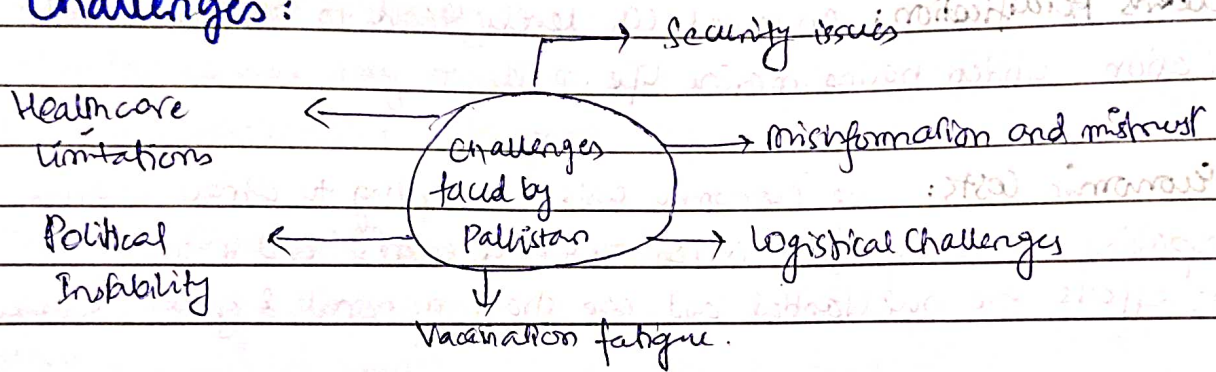 Challenges:
Security issues
Healthcare
Limitations
Challenges
faced by
Pakistan
Misinformation and mistrust
Political
Instability
Logistical Challenges
Vaccination fatigue.